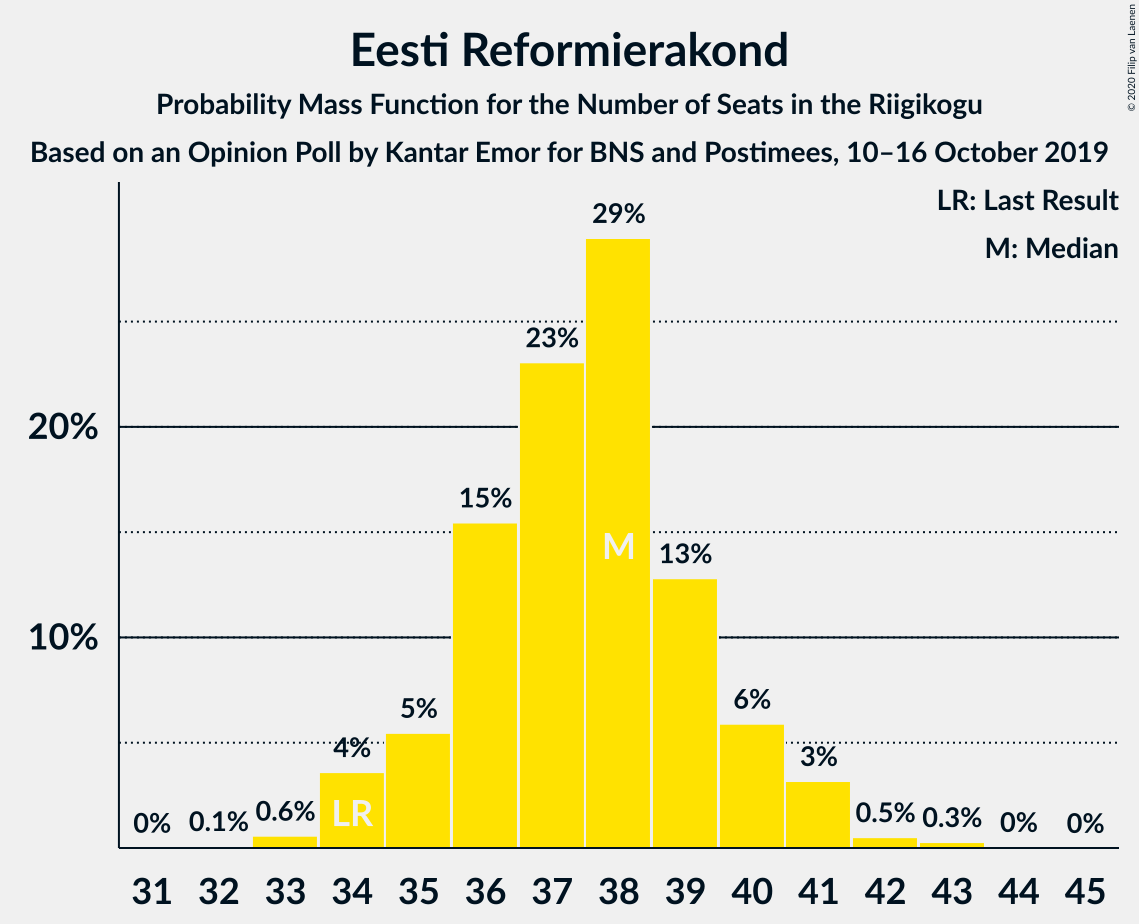 Eesti Reformierakond
Probability Mass Function for the Number of Seats in the Riigikogu
Based on an Opinion Poll by Kantar Emor for BNS and Postimees, 10–16 October 2019
© 2020 Filip van Laenen
LR: Last Result
M: Median
20%
10%
0%
0.1%
0.6%
4%
5%
15%
23%
29%
13%
6%
3%
0.5%
0.3%
0%
0%
LR
M
31 32 33 34 35 36 37 38 39 40 41 42 43 44 45